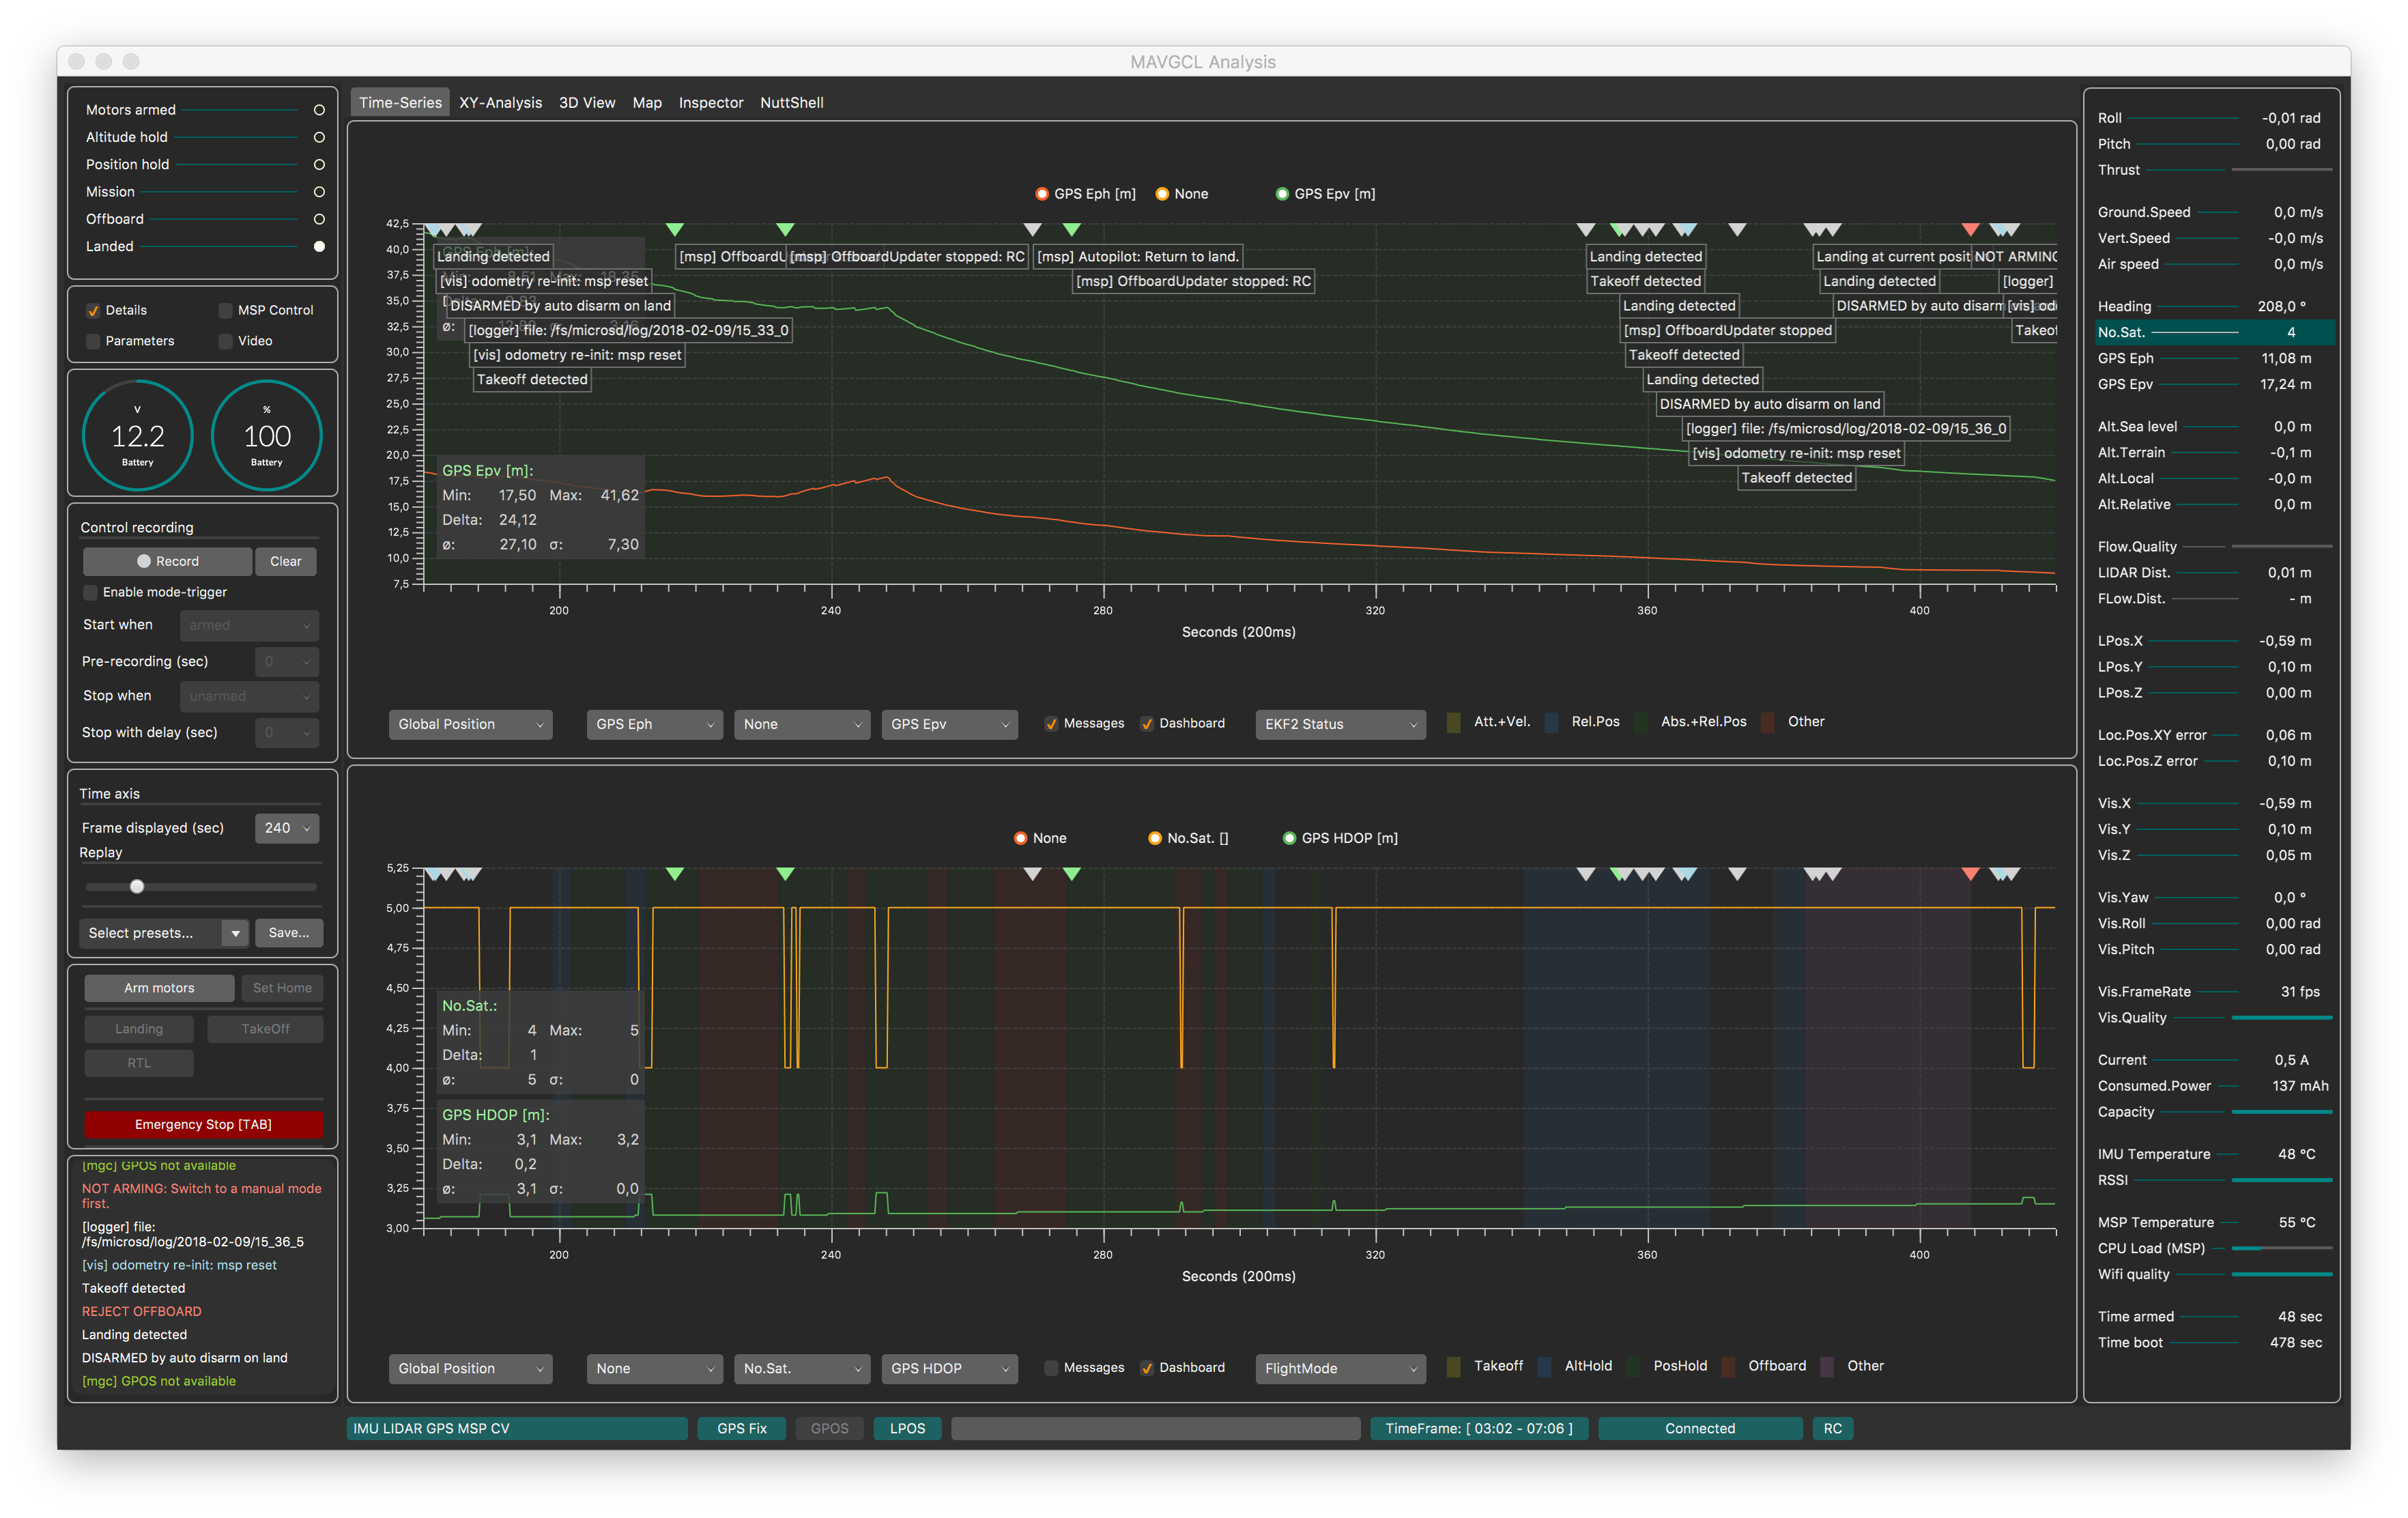 MAVGCL Analysis
Motors armed
Altitude hold
Position hold
Mission
Offboard
Landed
Details
MSP Control
Parameters
Video
V
12.2
Battery
%
100
Battery
Control recording
Record
Clear
Enable mode-trigger
Start when armed
Pre-recording (sec) 0
Stop when unarmed
Stop with delay (sec) 0
Time axis
Frame displayed (sec) 240
Replay
Select presets...
Save...
Arm motors
Set Home
Landing
TakeOff
RTL
Emergency Stop [TAB]
[mgc] GPOS not available
NOT ARMING: Switch to a manual mode
first.
[logger] file:
/fs/microsd/log/2018-02-09/15_36_5
[vis] odometry re-init: msp reset
Takeoff detected
REJECT OFFBOARD
Landing detected
DISARMED by auto disarm on land
[mgc] GPOS not available
Time-Series
XY-Analysis
3D View
Map
Inspector
NuttShell
GPS Eph [m]
None
GPS Epv [m]
42,5
40,0
37,5
35,0
32,5
30,0
27,5
25,0
22,5
20,0
17,5
15,0
12,5
10,0
7,5
GPS Eph [m]:
Min: 8,51 Max: 18,35
ø:
Landing detected
[vis] odometry re-init: msp reset
DISARMED by auto disarm on land
[logger] file: /fs/microsd/log/2018-02-09/15_33_0
[vis] odometry re-init: msp reset
Takeoff detected
[msp] OffboardU
[msp] OffboardUpdater stopped: RC
[msp] Autopilot: Return to land.
[msp] OffboardUpdater stopped: RC
Landing detected
Takeoff detected
Landing detected
[msp] OffboardUpdater stopped
Takeoff detected
Landing detected
DISARMED by auto disarm on land
[logger] file: /fs/microsd/log/2018-02-09/15_36_0
[vis] odometry re-init: msp reset
Takeoff detected
Landing at current posit
NOT ARMING
Landing detected
[logger]
DISARMED by auto disarm
[vis] od
Takeof
GPS Epv [m]:
Min: 17,50 Max: 41,62
Delta: 24,12
ø: 27,10 σ: 7,30
200
240
280
320
360
400
Seconds (200ms)
Global Position
GPS Eph
None
GPS Epv
Messages
Dashboard
EKF2 Status
Att.+Vel.
Rel.Pos
Abs.+Rel.Pos
Other
None
No.Sat. []
GPS HDOP [m]
5,25
5,00
4,75
4,50
4,25
4,00
3,75
3,50
3,25
3,00
No.Sat.:
Min: 4 Max: 5
Delta: 1
ø: 5 σ: 0
GPS HDOP [m]:
Min: 3,1 Max: 3,2
Delta: 0,2
ø: 3,1 σ: 0,0
200
240
280
320
360
400
Seconds (200ms)
Global Position
None
No.Sat.
GPS HDOP
Messages
Dashboard
FlightMode
Takeoff
AltHold
PosHold
Offboard
Other
IMU LIDAR GPS MSP CV
GPS Fix
GPOS
LPOS
TimeFrame: [ 03:02 - 07:06 ]
Connected
RC
Roll -0,01 rad
Pitch 0,00 rad
Thrust
Ground.Speed 0,0 m/s
Vert.Speed -0,0 m/s
Air speed 0,0 m/s
Heading 208,0 °
No.Sat. 4
GPS Eph 11,08 m
GPS Epv 17,24 m
Alt.Sea level 0,0 m
Alt.Terrain -0,1 m
Alt.Local -0,0 m
Alt.Relative 0,0 m
Flow.Quality
LIDAR Dist. 0,01 m
FLow.Dist. - m
LPos.X -0,59 m
LPos.Y 0,10 m
LPos.Z 0,00 m
Loc.Pos.XY error 0,06 m
Loc.Pos.Z error 0,10 m
Vis.X -0,59 m
Vis.Y 0,10 m
Vis.Z 0,05 m
Vis.Yaw 0,0 °
Vis.Roll 0,00 rad
Vis.Pitch 0,00 rad
Vis.FrameRate 31 fps
Vis.Quality
Current 0,5 A
Consumed.Power 137 mAh
Capacity
IMU Temperature 48 °C
RSSI
MSP Temperature 55 °C
CPU Load (MSP)
Wifi quality
Time armed 48 sec
Time boot 478 sec